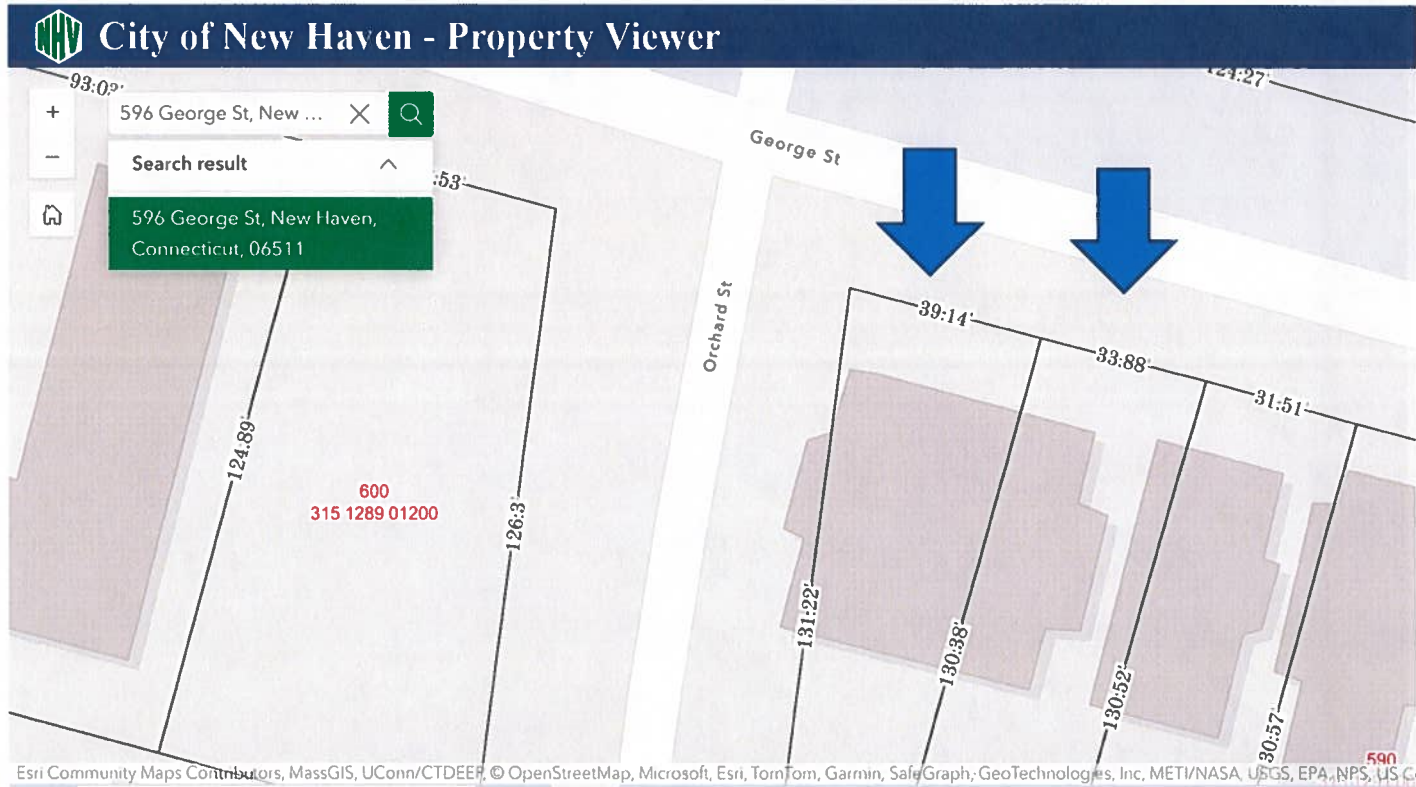 NHV
City of New Haven - Property Viewer
93:02'
124:27'
+
596 George St, New ...
−
Search result
:53'
596 George St, New Haven,
Connecticut, 06511
George St
Orchard St
39:14'
33:88'
31:51'
124:89'
600
315 1289 01200
126:3'
131:22'
130:38'
130:52'
30:57'
590
Esri Community Maps Contributors, MassGIS, UConn/CTDEEP, © OpenStreetMap, Microsoft, Esri, TomTom, Garmin, SafeGraph, GeoTechnologies, Inc, METI/NASA, USGS, EPA, NPS, US C